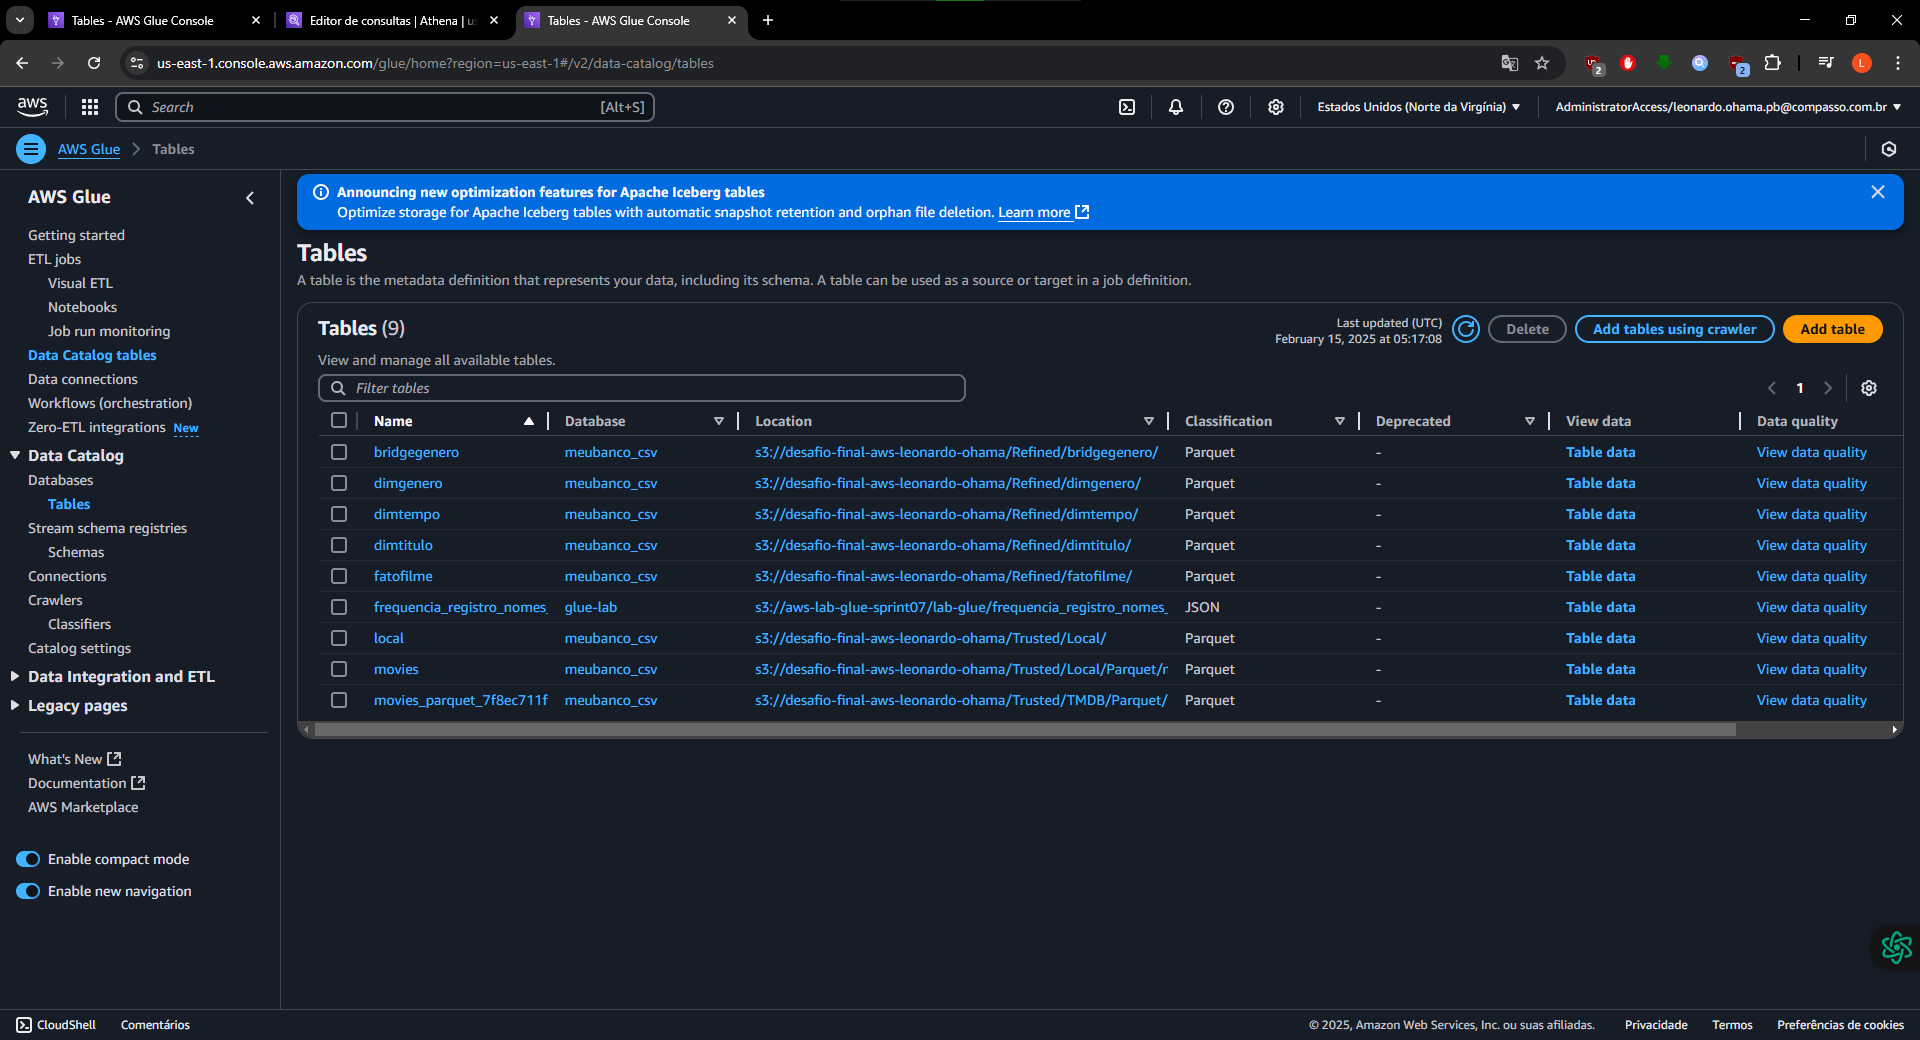 Tables - AWS Glue Console
Editor de consultas | Athena | us
Tables - AWS Glue Console
us-east-1.console.aws.amazon.com/glue/home?region=us-east-1#/v2/data-catalog/tables
2
2
L
aws
Search
[Alt+S]
Estados Unidos (Norte da Virgínia)
AdministratorAccess/leonardo.ohama.pb@compasso.com.br
AWS Glue
Tables
AWS Glue
Getting started
ETL jobs
Visual ETL
Notebooks
Job run monitoring
Data Catalog tables
Data connections
Workflows (orchestration)
Zero-ETL integrations New
Data Catalog
Databases
Tables
Stream schema registries
Schemas
Connections
Crawlers
Classifiers
Catalog settings
Data Integration and ETL
Legacy pages
What's New
Documentation
AWS Marketplace
Enable compact mode
Enable new navigation
Announcing new optimization features for Apache Iceberg tables
Optimize storage for Apache Iceberg tables with automatic snapshot retention and orphan file deletion. Learn more
Tables
A table is the metadata definition that represents your data, including its schema. A table can be used as a source or target in a job definition.
Tables (9)
Last updated (UTC)
February 15, 2025 at 05:17:08
Delete
Add tables using crawler
Add table
View and manage all available tables.
Filter tables
1
Name Database Location Classification Deprecated View data Data quality
bridgegenero meubanco_csv s3://desafio-final-aws-leonardo-ohama/Refined/bridgegenero/ Parquet - Table data View data quality
dimgenero meubanco_csv s3://desafio-final-aws-leonardo-ohama/Refined/dimgenero/ Parquet - Table data View data quality
dimtempo meubanco_csv s3://desafio-final-aws-leonardo-ohama/Refined/dimtempo/ Parquet - Table data View data quality
dimtitulo meubanco_csv s3://desafio-final-aws-leonardo-ohama/Refined/dimtitulo/ Parquet - Table data View data quality
fatofilme meubanco_csv s3://desafio-final-aws-leonardo-ohama/Refined/fatofilme/ Parquet - Table data View data quality
frequencia_registro_nomes_ glue-lab s3://aws-lab-glue-sprint07/lab-glue/frequencia_registro_nomes_ JSON - Table data View data quality
local meubanco_csv s3://desafio-final-aws-leonardo-ohama/Trusted/Local/ Parquet - Table data View data quality
movies meubanco_csv s3://desafio-final-aws-leonardo-ohama/Trusted/Local/Parquet/r Parquet - Table data View data quality
movies_parquet_7f8ec711f meubanco_csv s3://desafio-final-aws-leonardo-ohama/Trusted/TMDB/Parquet/ Parquet - Table data View data quality
CloudShell
Comentários
© 2025, Amazon Web Services, Inc. ou suas afiliadas.
Privacidade
Termos
Preferências de cookies